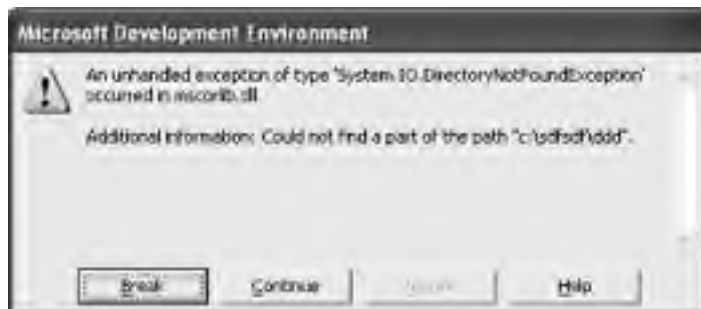 Microsoft Development Environment
An unhandled exception of type 'System.IO.DirectoryNotFoundException'
occurred in mscorlib.dll
Additional information: Could not find a part of the path "c:\sdfsdf\ddd".
Break
Continue
Help